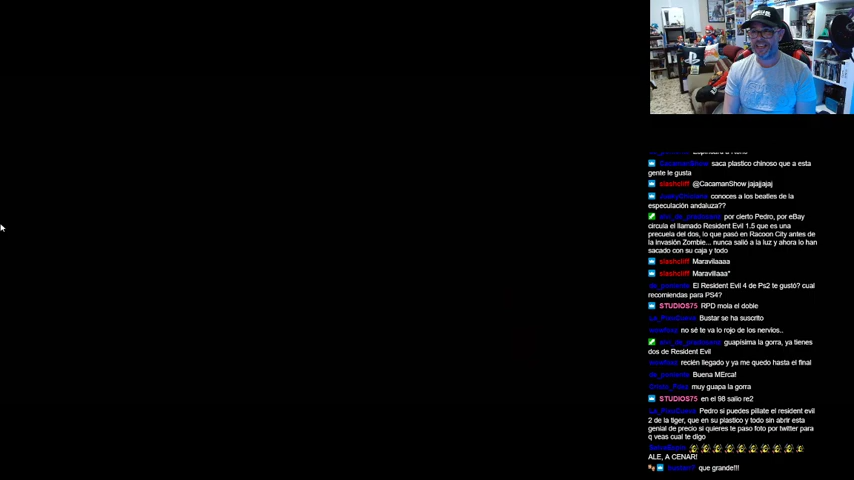 CacamanShow saca plastico chinoso que a esta
gente le gusta
slashcliff @CacamanShow jajajjajaj
conoces a los beatles de la
especulación andaluza??
por cierto Pedro, por eBay
circula el llamado Resident Evil 1.5 que es una
precuela del dos, lo que pasó en Racoon City antes de
la Invasión Zombie... nunca salió a la luz y ahora lo han
sacado con su caja y todo
slashcliff Maravilaaaa
slashcliff Maravillaaa*
El Resident Evil 4 de Ps2 te gustó? cual
recomiendas para PS4?
STUDIOS75 RPD mola el doble
Bustar se ha suscrito
no sé te va lo rojo de los nervios..
guapísima la gorra, ya tienes
dos de Resident Evil
recién llegado y ya me quedo hasta el final
Buena MErca!
muy guapa la gorra
STUDIOS75 en el 98 salio re2
Pedro si puedes pillate el resident evil
2 de la tiger, que en su plastico y todo sin abrir esta
genial de precio si quieres te paso foto por twitter para
q veas cual te digo
ALE, A CENAR!
que grande!!!